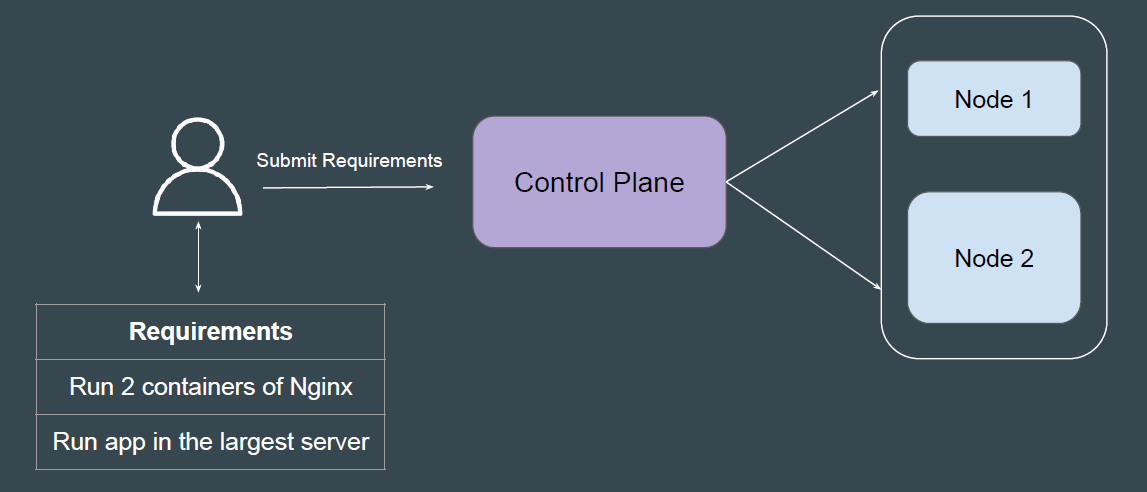 Submit Requirements
Control Plane
Node 1
Node 2
Requirements
Run 2 containers of Nginx
Run app in the largest server